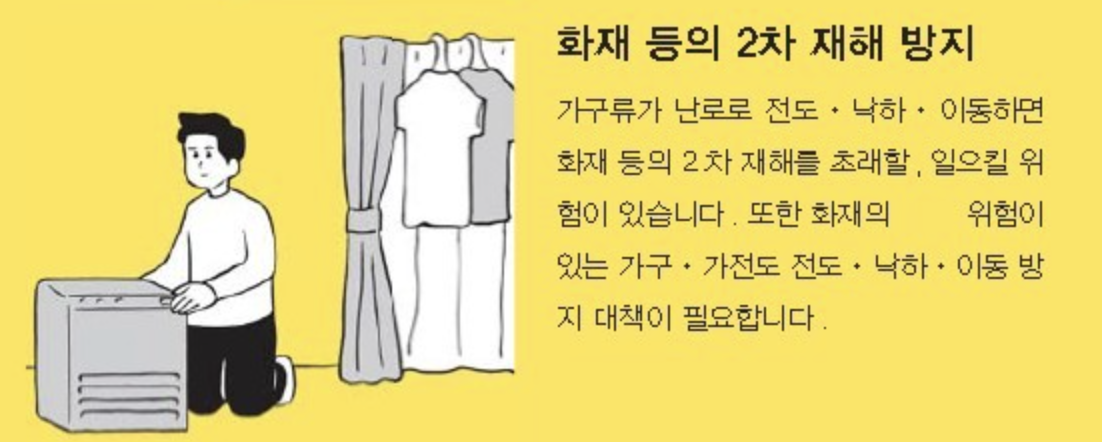 화재 등의 2차 재해 방지
가구류가 난로로 전도・낙하・이동하면
화재 등의 2차 재해를 초래할, 일으킬 위
험이 있습니다. 또한 화재의 위험이
있는 가구・가전도 전도・낙하・이동 방
지 대책이 필요합니다.